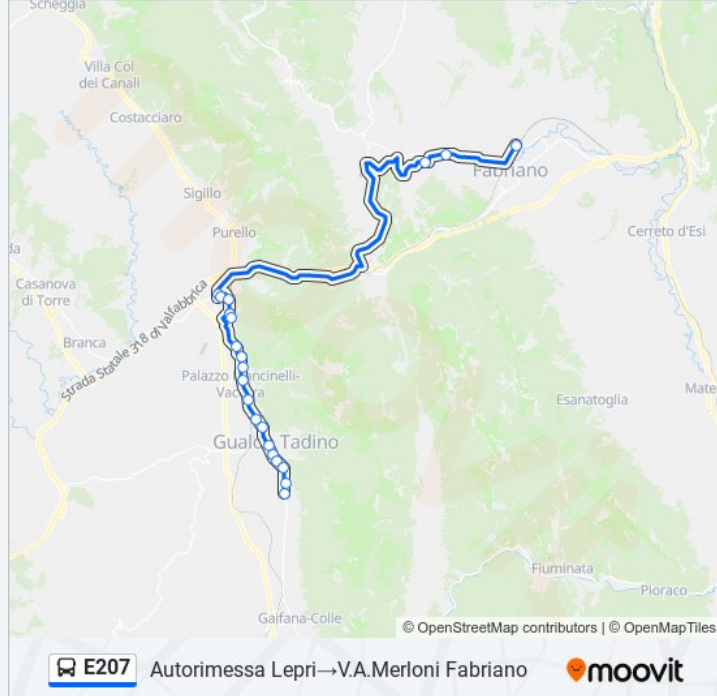 Scheggia
Villa Col
dei Canali
Costacciaro
Sigillo
Fabriano
Purello
Cerreto d'Esi
da
Casanova
di Torre
Strada Statale 318 di Valfabbrica
Branca
Palazzo Mancinelli-
Vaccara
Mate
Esanatoglia
Gualdo Tadino
Fiuminata
Pioraco
Gaifana-Colle
© OpenStreetMap contributors | © OpenMapTiles
E207 Autorimessa Lepri→V.A.Merloni Fabriano
moovit